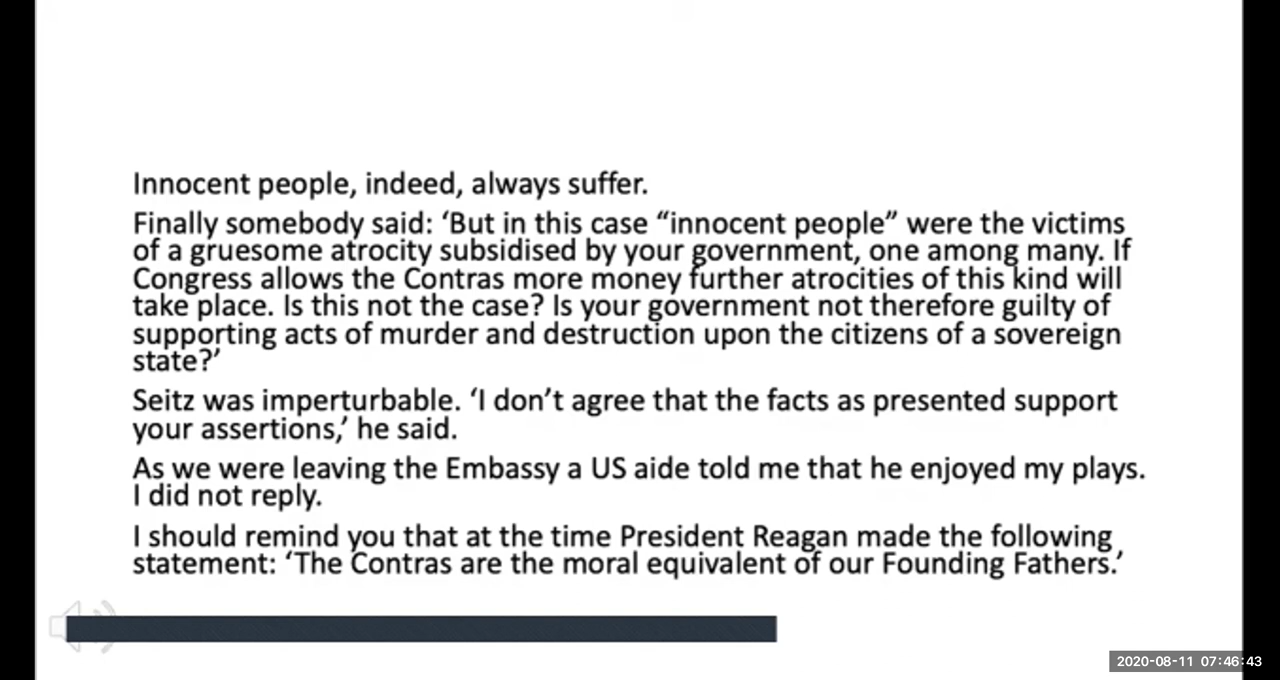 Innocent people, indeed, always suffer.
Finally somebody said: ‘But in this case “innocent people” were the victims
of a gruesome atrocity subsidised by your government, one among many. If
Congress allows the Contras more money further atrocities of this kind will
take place. Is this not the case? Is your government not therefore guilty of
supporting acts of murder and destruction upon the citizens of a sovereign
state?’
Seitz was imperturbable. ‘I don’t agree that the facts as presented support
your assertions,’ he said.
As we were leaving the Embassy a US aide told me that he enjoyed my plays.
I did not reply.
I should remind you that at the time President Reagan made the following
statement: ‘The Contras are the moral equivalent of our Founding Fathers.’
2020-08-11 07:46:43